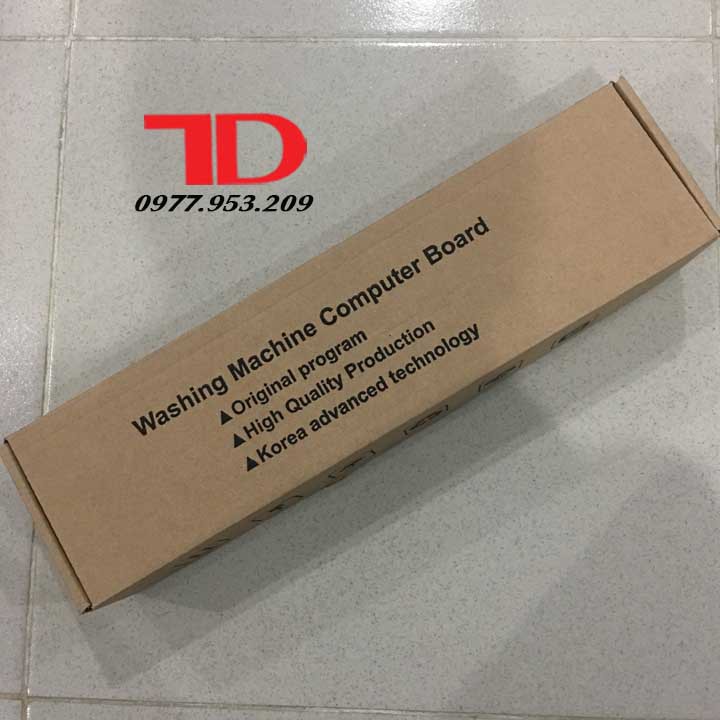 TD
0977.953.209
Washing Machine Computer Board
▲Original program
▲High Quality Production
▲Korea advanced technology